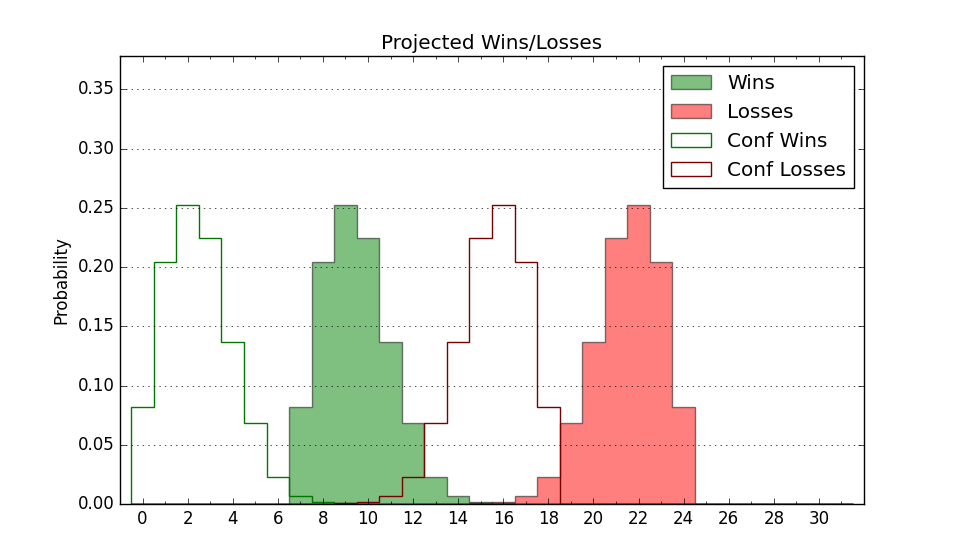 Projected Wins/Losses
Wins
Losses
Conf Wins
Conf Losses
Probability
0.35
0.30
0.25
0.20
0.15
0.10
0.05
0.00
0 2 4 6 8 10 12 14 16 18 20 22 24 26 28 30